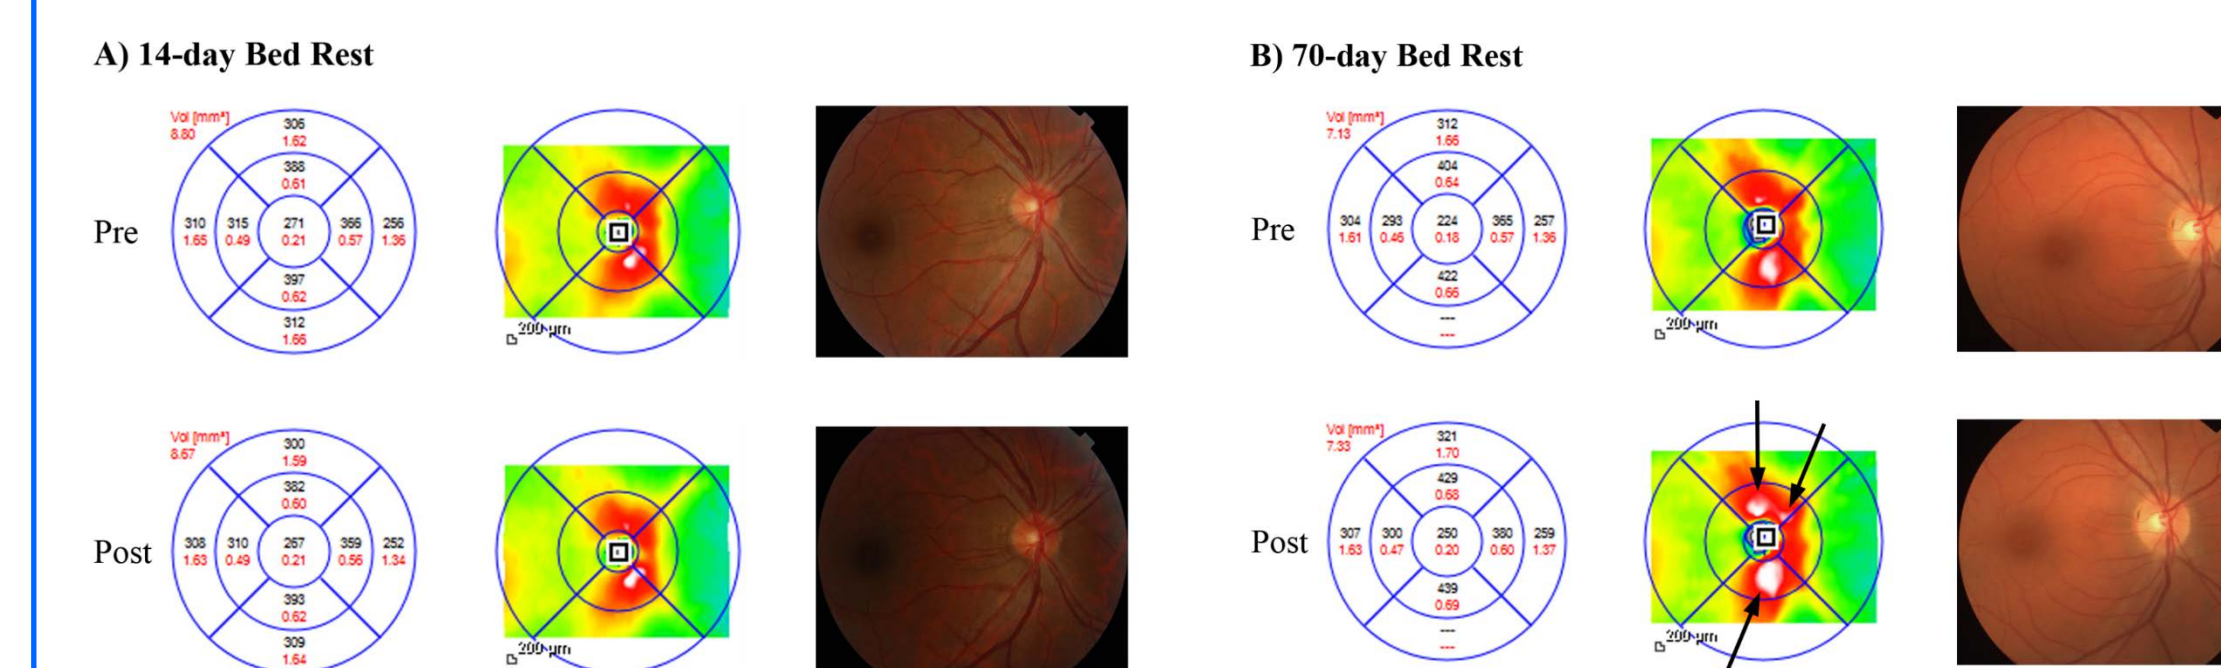 A) 14-day Bed Rest
B) 70-day Bed Rest
Pre
Vol [mm³]
8.80
306
1.62
388
0.61
310 315 271 366 256
1.65 0.49 0.21 0.57 1.36
397
0.62
312
1.66
200 µm
Pre
Vol [mm³]
7.13
312
1.66
404
0.64
304 293 224 365 257
1.61 0.46 0.18 0.57 1.36
422
0.66
---
---
200 µm
Post
Vol [mm³]
8.67
300
1.59
382
0.60
308 310 267 359 252
1.63 0.49 0.21 0.56 1.34
393
0.62
309
1.64
200 µm
Post
Vol [mm³]
7.33
321
1.70
429
0.68
307 300 250 380 259
1.63 0.47 0.20 0.60 1.37
439
0.69
---
---
200 µm